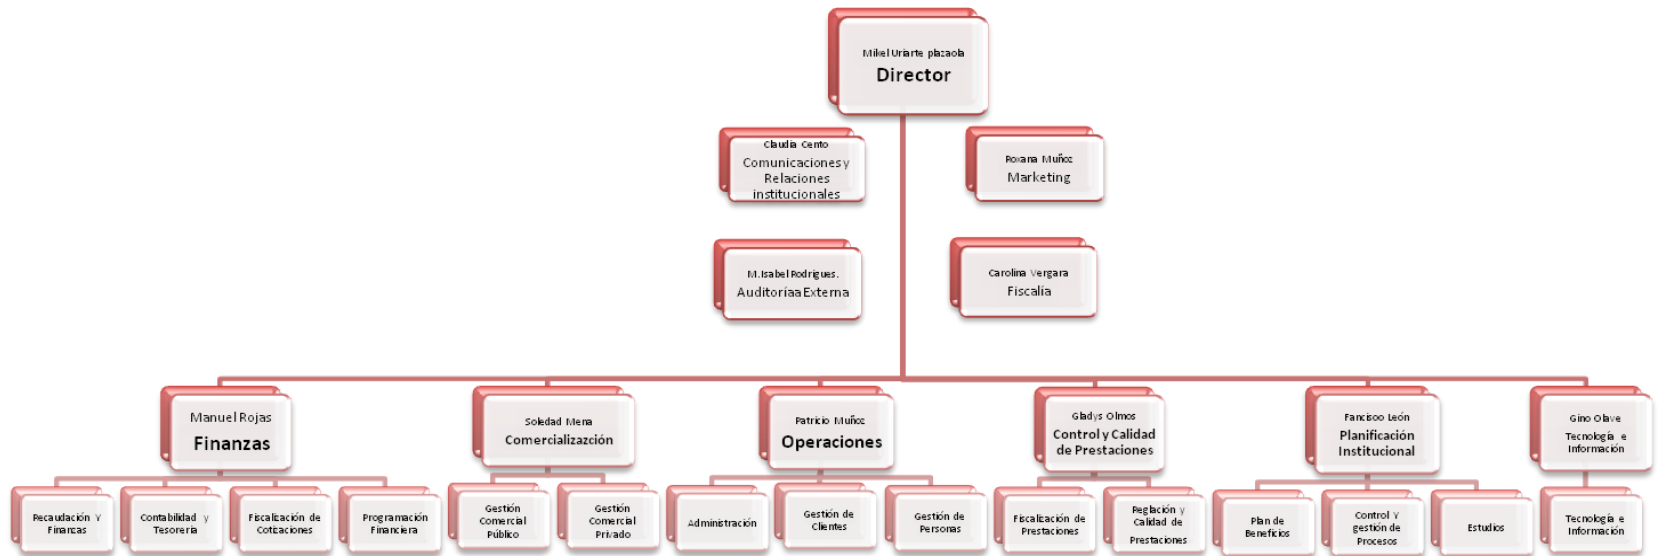 Mikel Uriarte plazaola
Director
Claudia Cento
Comunicaciones y
Relaciones
institucionales
Roxana Muñoz
Marketing
M.Isabel Rodrigues.
Auditoríaa Externa
Carolina Vergara
Fiscalía
Manuel Rojas
Finanzas
Soledad Mena
Comercializazción
Patricio Muñoz
Operaciones
Gladys Olmos
Control y Calidad
de Prestaciones
Fancisco León
Planificación
Institucional
Gino Olave
Tecnología e
Información
Recaudación Y
Finanzas
Contabilidad y
Tesorería
Fiscalización de
Cotizaciones
Programación
Financiera
Gestión
Comercial
Público
Gestión
Comercial
Privado
Administración
Gestión de
Clientes
Gestión de
Personas
Fiscalización de
Prestaciones
Reglación y
Calidad de
Prestaciones
Plan de
Beneficios
Control Y
gestión de
Procesos
Estudios
Tecnología e
Información